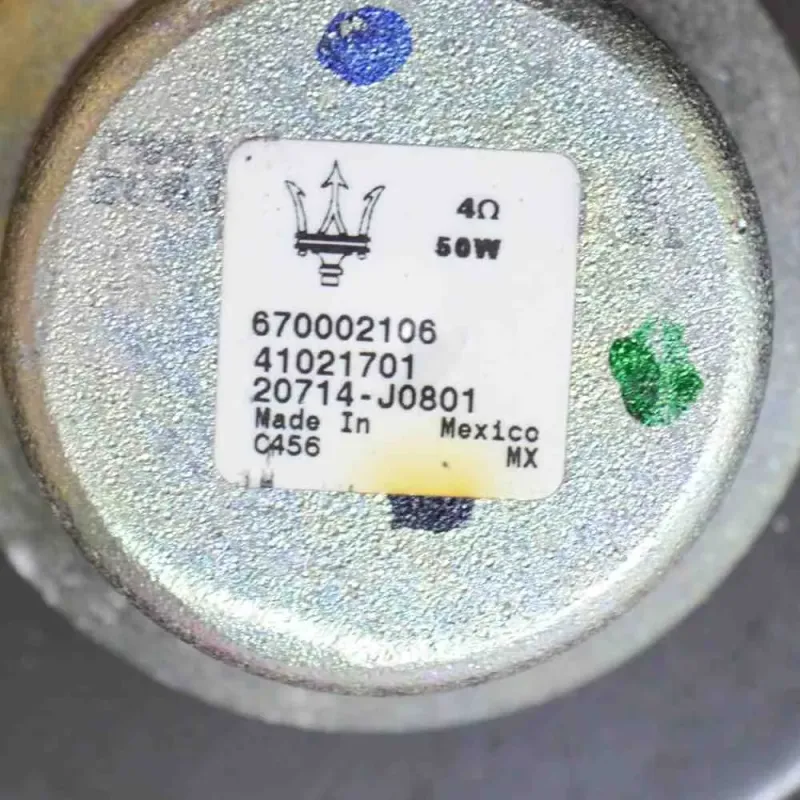 4Ω
50W
670002106
41021701
20714-J0801
Made In Mexico
C456 MX